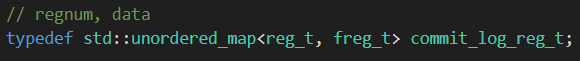 // regnum, data
typedef std::unordered_map<reg_t, freg_t> commit_log_reg_t;